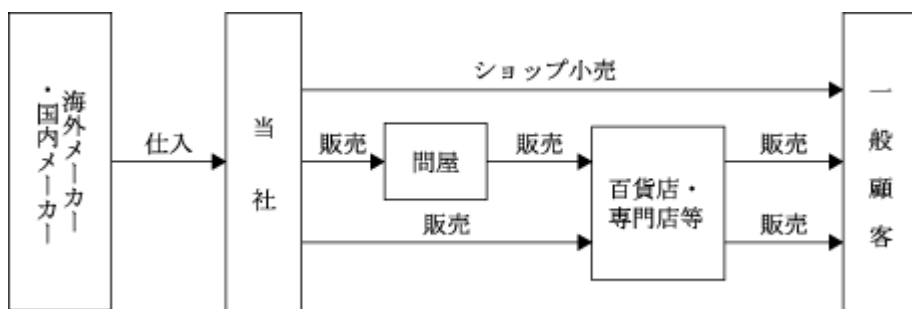 海外メーカー
・国内メーカー
仕入
当社
ショップ小売
販売
問屋
販売
百貨店・
専門店等
販売
販売
販売
一般顧客